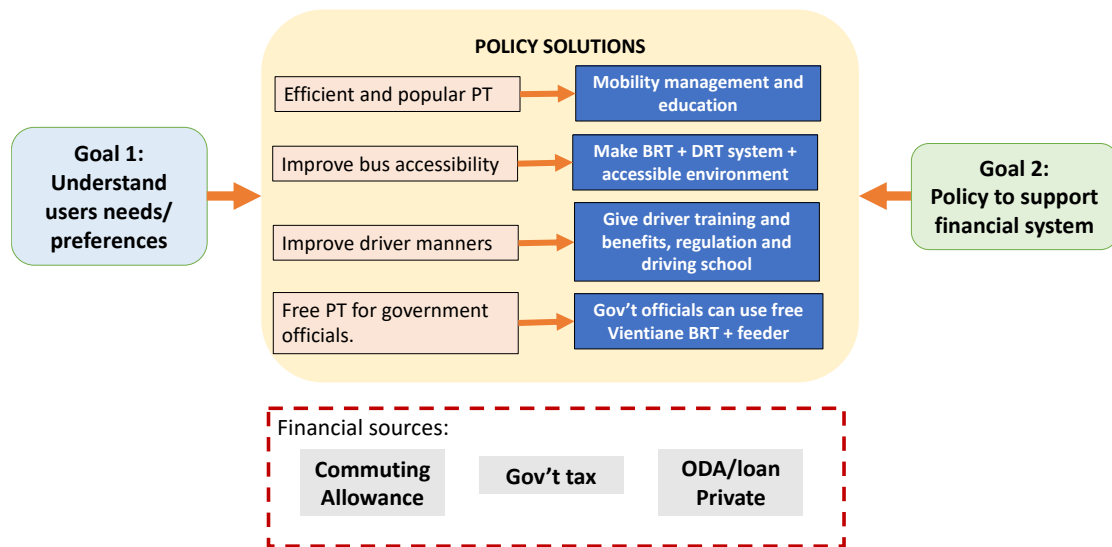 POLICY SOLUTIONS
Efficient and popular PT
Mobility management and
education
Improve bus accessibility
Make BRT + DRT system +
accessible environment
Improve driver manners
Give driver training and
benefits, regulation and
driving school
Free PT for government
officials.
Gov’t officials can use free
Vientiane BRT + feeder
Goal 1:
Understand
users needs/
preferences
Goal 2:
Policy to support
financial system
Financial sources:
Commuting
Allowance
Gov’t tax
ODA/loan
Private